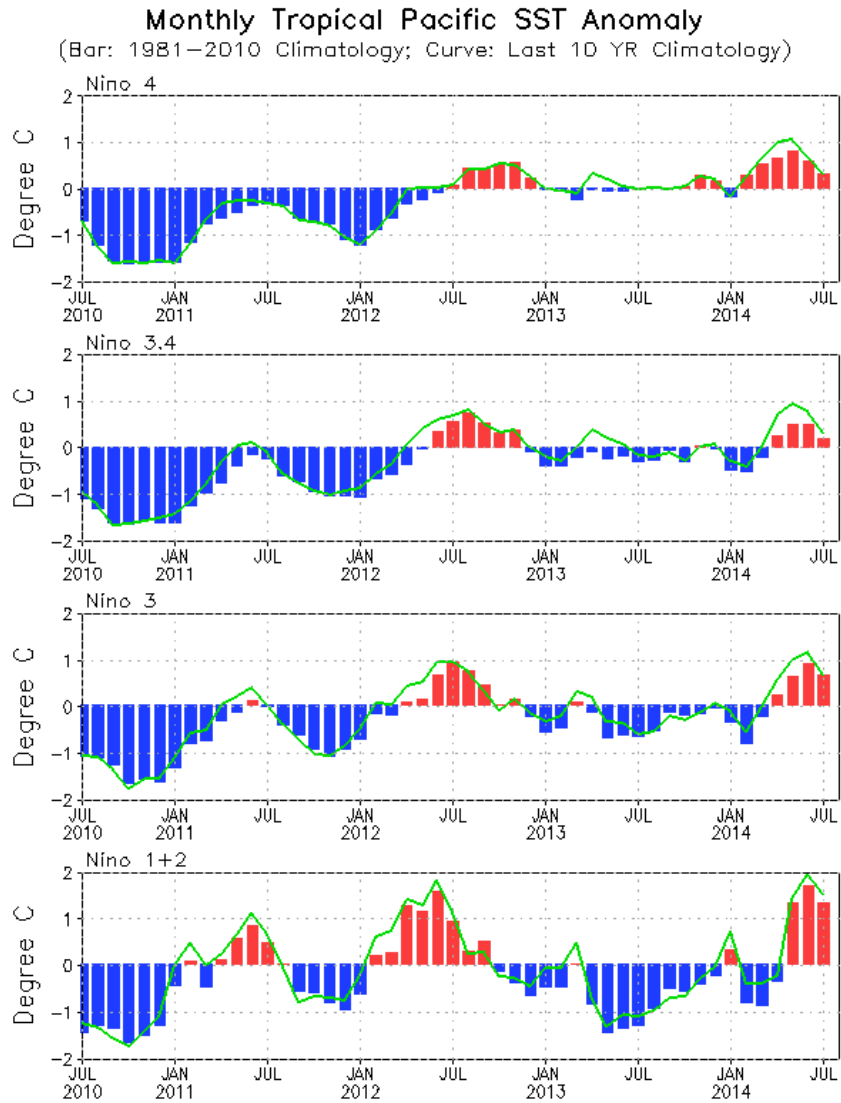 Monthly Tropical Pacific SST Anomaly
(Bar: 1981-2010 Climatology; Curve: Last 10 YR Climatology)
Nino 4
Degree C
2
1
0
-1
-2
JUL JAN JUL JAN JUL JAN JUL JAN JUL
2010 2011 2012 2013 2014
Nino 3.4
Degree C
2
1
0
-1
-2
JUL JAN JUL JAN JUL JAN JUL JAN JUL
2010 2011 2012 2013 2014
Nino 3
Degree C
2
1
0
-1
-2
JUL JAN JUL JAN JUL JAN JUL JAN JUL
2010 2011 2012 2013 2014
Nino 1+2
Degree C
2
1
0
-1
-2
JUL JAN JUL JAN JUL JAN JUL JAN JUL
2010 2011 2012 2013 2014